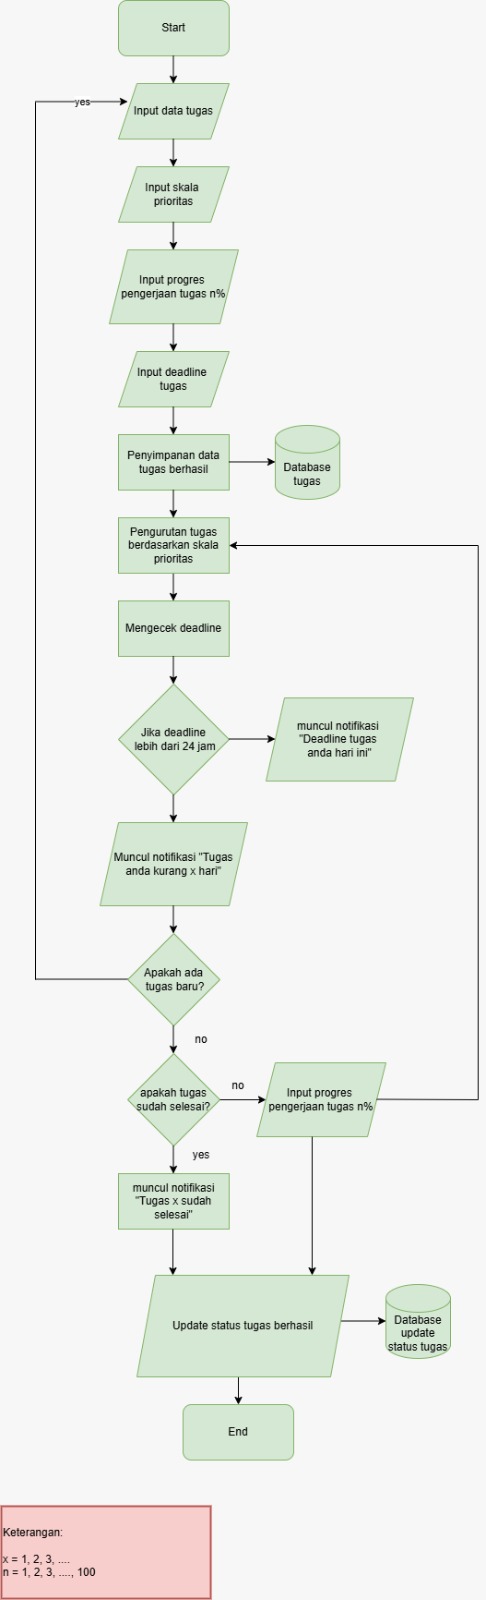 Start
yes
Input data tugas
Input skala
prioritas
Input progres
pengerjaan tugas n%
Input deadline
tugas
Penyimpanan data
tugas berhasil
Database
tugas
Pengurutan tugas
berdasarkan skala
prioritas
Mengecek deadline
Jika deadline
lebih dari 24 jam
muncul notifikasi
"Deadline tugas
anda hari ini"
Muncul notifikasi "Tugas
anda kurang x hari"
Apakah ada
tugas baru?
no
apakah tugas
sudah selesai?
no
Input progres
pengerjaan tugas n%
yes
muncul notifikasi
"Tugas x sudah
selesai"
Update status tugas berhasil
Database
update
status tugas
End
Keterangan:
x = 1, 2, 3, ....
n = 1, 2, 3, ...., 100